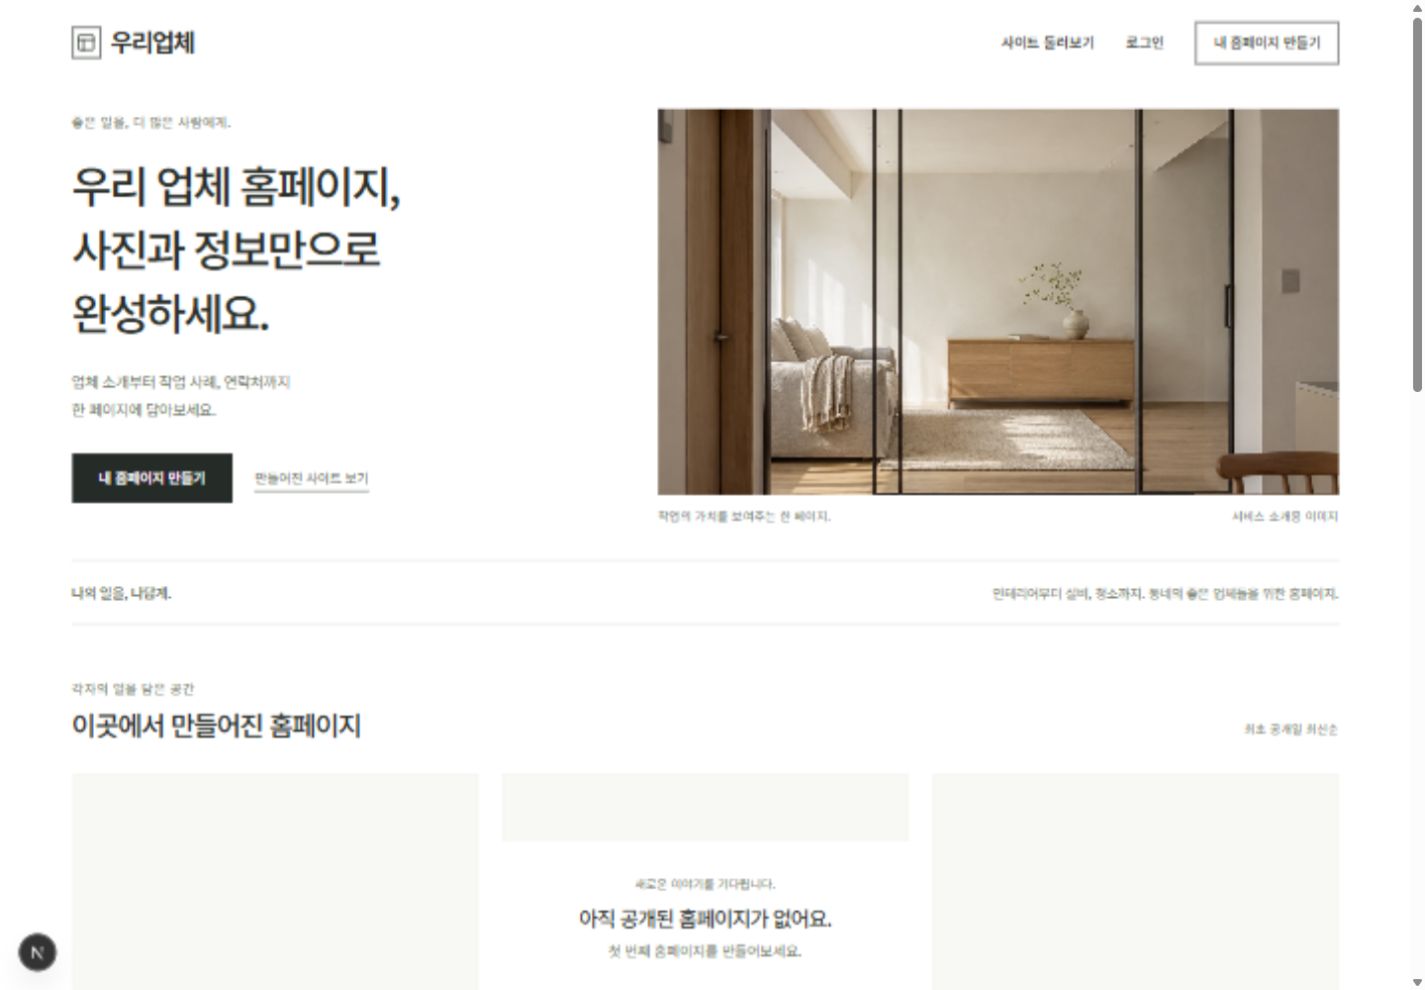 우리업체
사이트 둘러보기
로그인
내 홈페이지 만들기
좋은 일을, 더 많은 사람에게.
우리 업체 홈페이지,
사진과 정보만으로
완성하세요.
업체 소개부터 작업 사례, 연락처까지
한 페이지에 담아보세요.
내 홈페이지 만들기
만들어진 사이트 보기
작업의 가치를 보여주는 한 페이지.
서비스 소개용 이미지
나의 일을, 나답게.
인테리어부터 설비, 청소까지. 동네의 좋은 업체들을 위한 홈페이지.
각자의 일을 담은 공간
이곳에서 만들어진 홈페이지
최초 공개일 최신순
새로운 이야기를 기다립니다.
아직 공개된 홈페이지가 없어요.
첫 번째 홈페이지를 만들어보세요.
N